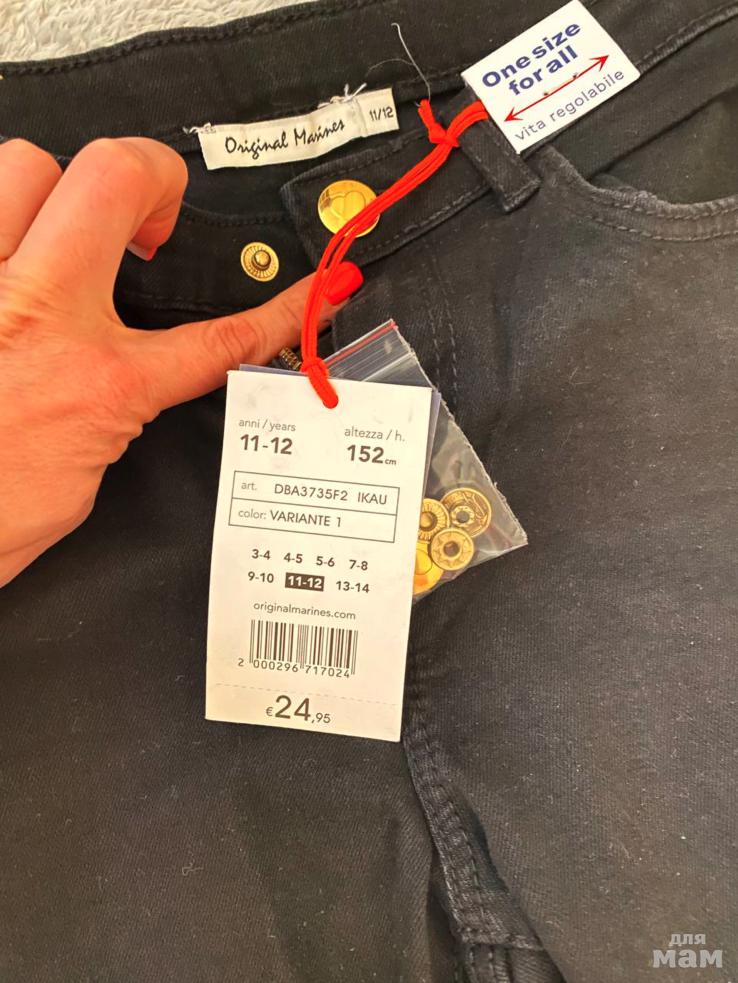 One size
for all
vita regolabile
Original Marines
11/12
anni / years
11-12
altezza / h.
152cm
art. DBA3735F2 IKAU
color: VARIANTE 1
3-4 4-5 5-6 7-8
9-10 11-12 13-14
originalmarines.com
2 000296 717024
€24,95
для
мам